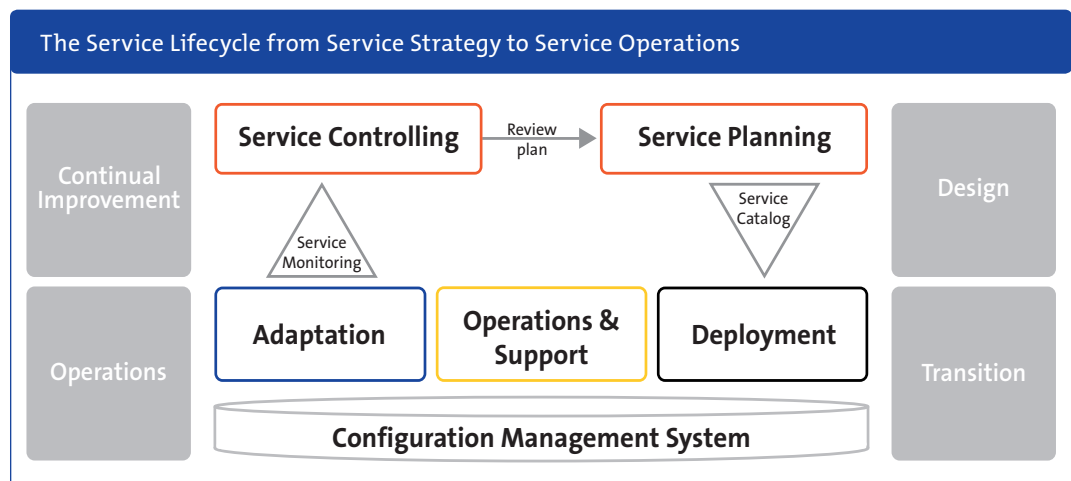 The Service Lifecycle from Service Strategy to Service Operations
Continual
Improvement
Service Controlling
Review
plan
Service Planning
Design
Service
Monitoring
Service
Catalog
Operations
Adaptation
Operations &
Support
Deployment
Transition
Configuration Management System